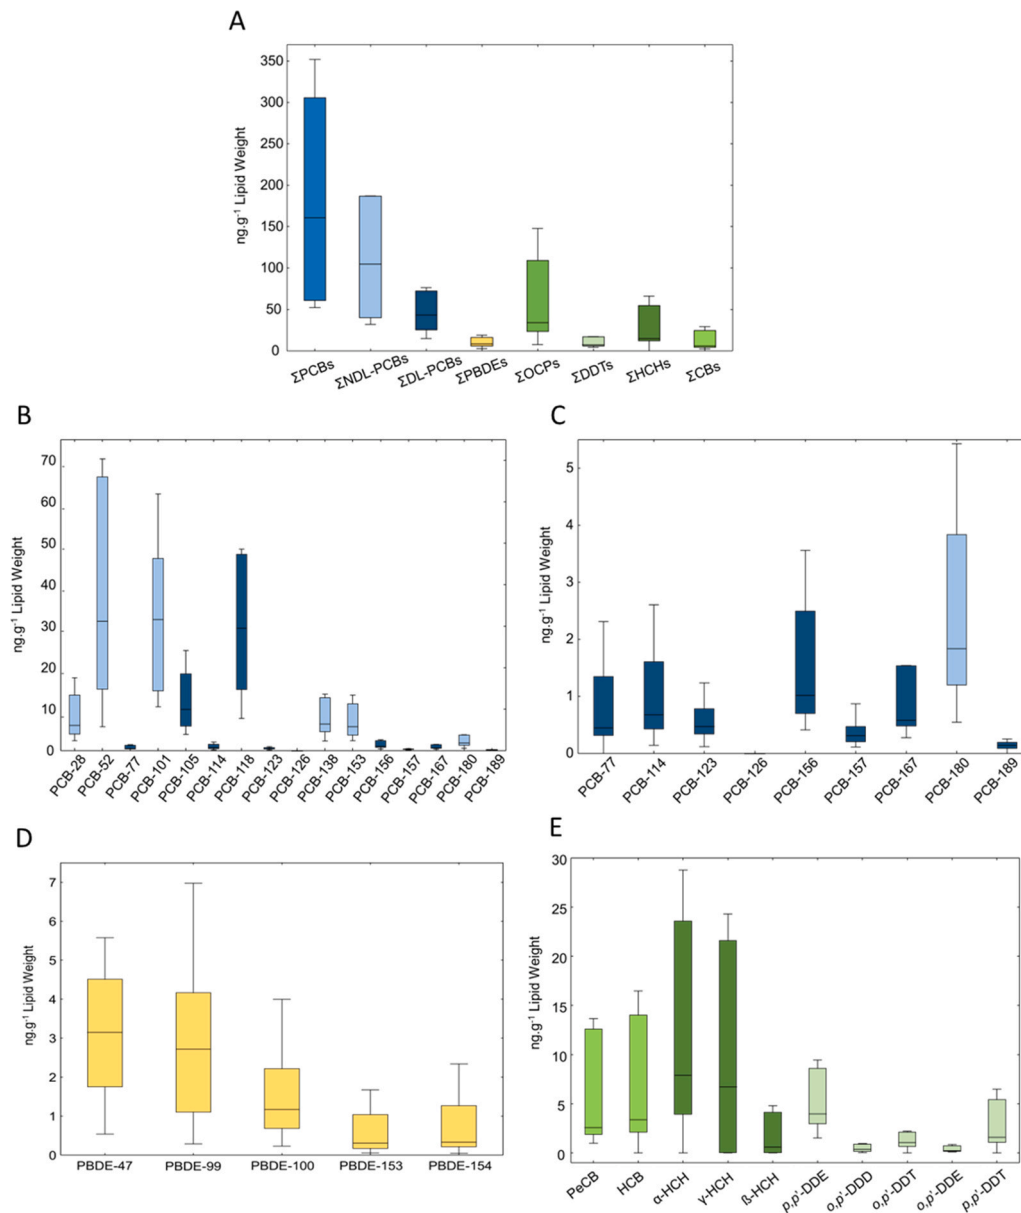 A
350
300
250
200
150
100
50
0
ng.g⁻¹ Lipid Weight
ΣPCBs
ΣNDL-PCBs
ΣDL-PCBs
ΣPBDEs
ΣOCPs
ΣDDTs
ΣHCHs
ΣCBs
B
70
60
50
40
30
20
10
0
ng.g⁻¹ Lipid Weight
PCB-28
PCB-52
PCB-77
PCB-101
PCB-105
PCB-114
PCB-118
PCB-123
PCB-126
PCB-138
PCB-153
PCB-156
PCB-157
PCB-167
PCB-180
PCB-189
C
5
4
3
2
1
0
ng.g⁻¹ Lipid Weight
PCB-77
PCB-114
PCB-123
PCB-126
PCB-156
PCB-157
PCB-167
PCB-180
PCB-189
D
7
6
5
4
3
2
1
0
ng.g⁻¹ Lipid Weight
PBDE-47
PBDE-99
PBDE-100
PBDE-153
PBDE-154
E
30
25
20
15
10
5
0
ng.g⁻¹ Lipid Weight
PeCB
HCB
α-HCH
γ-HCH
ß-HCH
p,p'-DDE
o,p'-DDD
o,p'-DDT
o,p'-DDE
p,p'-DDT